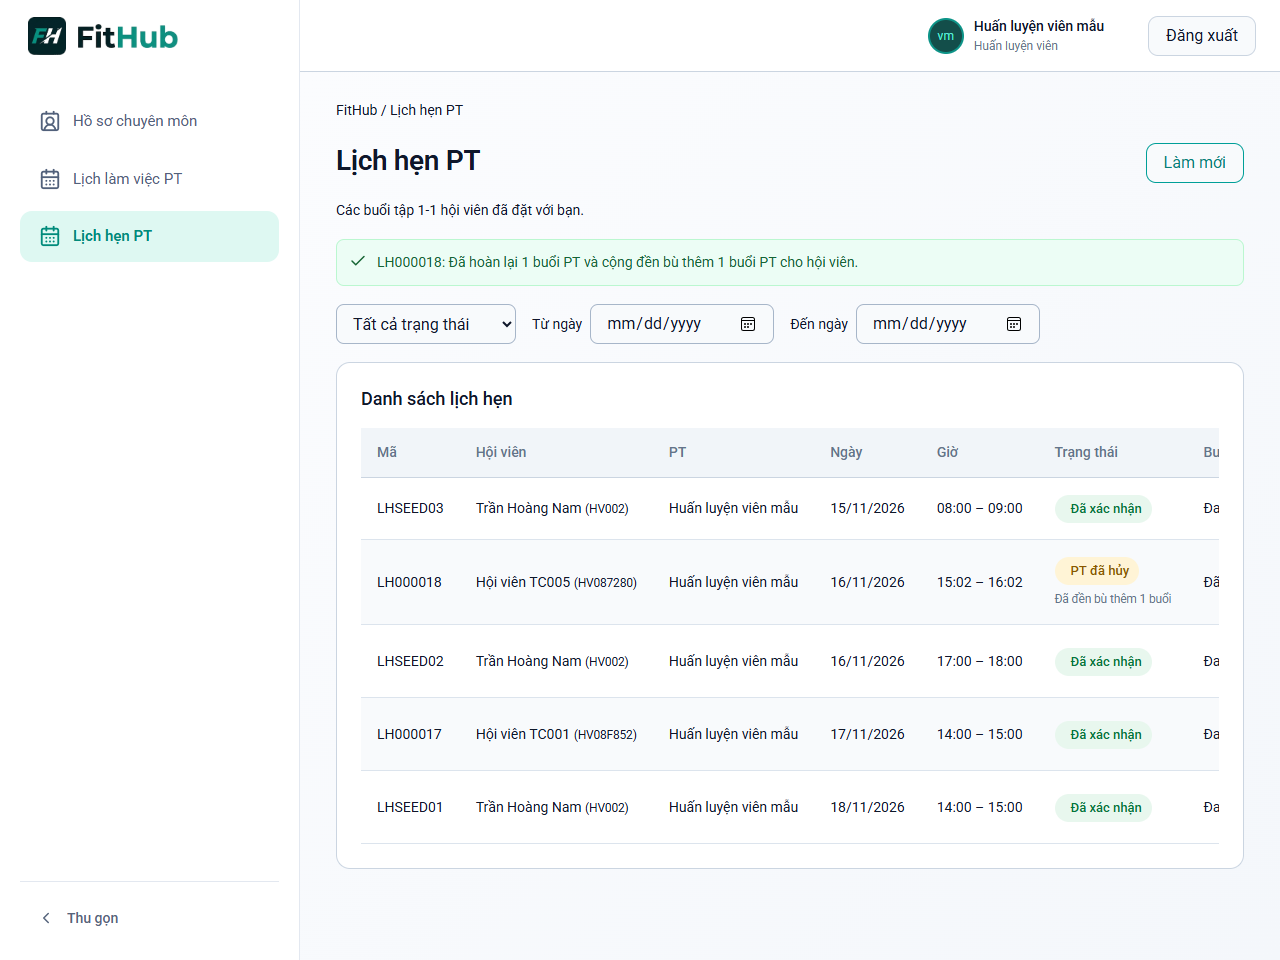 FH FitHub
Huấn luyện viên mẫu
vm
Huấn luyện viên
Đăng xuất
Hồ sơ chuyên môn
Lịch làm việc PT
Lịch hẹn PT
Thu gọn
FitHub / Lịch hẹn PT
Lịch hẹn PT
Làm mới
Các buổi tập 1-1 hội viên đã đặt với bạn.
LH000018: Đã hoàn lại 1 buổi PT và cộng đền bù thêm 1 buổi PT cho hội viên.
Tất cả trạng thái Từ ngày mm/dd/yyyy Đến ngày mm/dd/yyyy
Danh sách lịch hẹn
Mã Hội viên PT Ngày Giờ Trạng thái Bu
LHSEED03 Trần Hoàng Nam (HV002) Huấn luyện viên mẫu 15/11/2026 08:00 – 09:00 Đã xác nhận Đa
LH000018 Hội viên TC005 (HV087280) Huấn luyện viên mẫu 16/11/2026 15:02 – 16:02 PT đã hủy Đã
Đã đền bù thêm 1 buổi
LHSEED02 Trần Hoàng Nam (HV002) Huấn luyện viên mẫu 16/11/2026 17:00 – 18:00 Đã xác nhận Đa
LH000017 Hội viên TC001 (HV08F852) Huấn luyện viên mẫu 17/11/2026 14:00 – 15:00 Đã xác nhận Đa
LHSEED01 Trần Hoàng Nam (HV002) Huấn luyện viên mẫu 18/11/2026 14:00 – 15:00 Đã xác nhận Đa